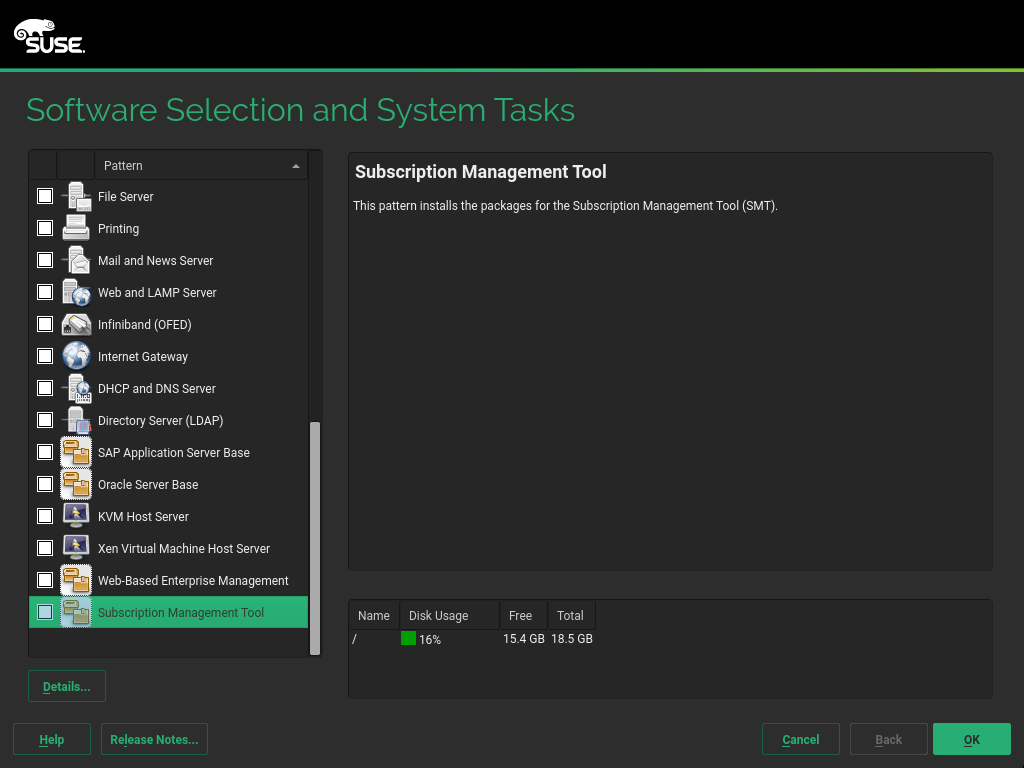 SUSE
Software Selection and System Tasks
Pattern
File Server
Printing
Mail and News Server
Web and LAMP Server
Infiniband (OFED)
Internet Gateway
DHCP and DNS Server
Directory Server (LDAP)
SAP Application Server Base
Oracle Server Base
KVM Host Server
Xen Virtual Machine Host Server
Web-Based Enterprise Management
Subscription Management Tool
Details...
Subscription Management Tool
This pattern installs the packages for the Subscription Management Tool (SMT).
Name Disk Usage Free Total
/ 16% 15.4 GB 18.5 GB
Help Release Notes... Cancel Back OK